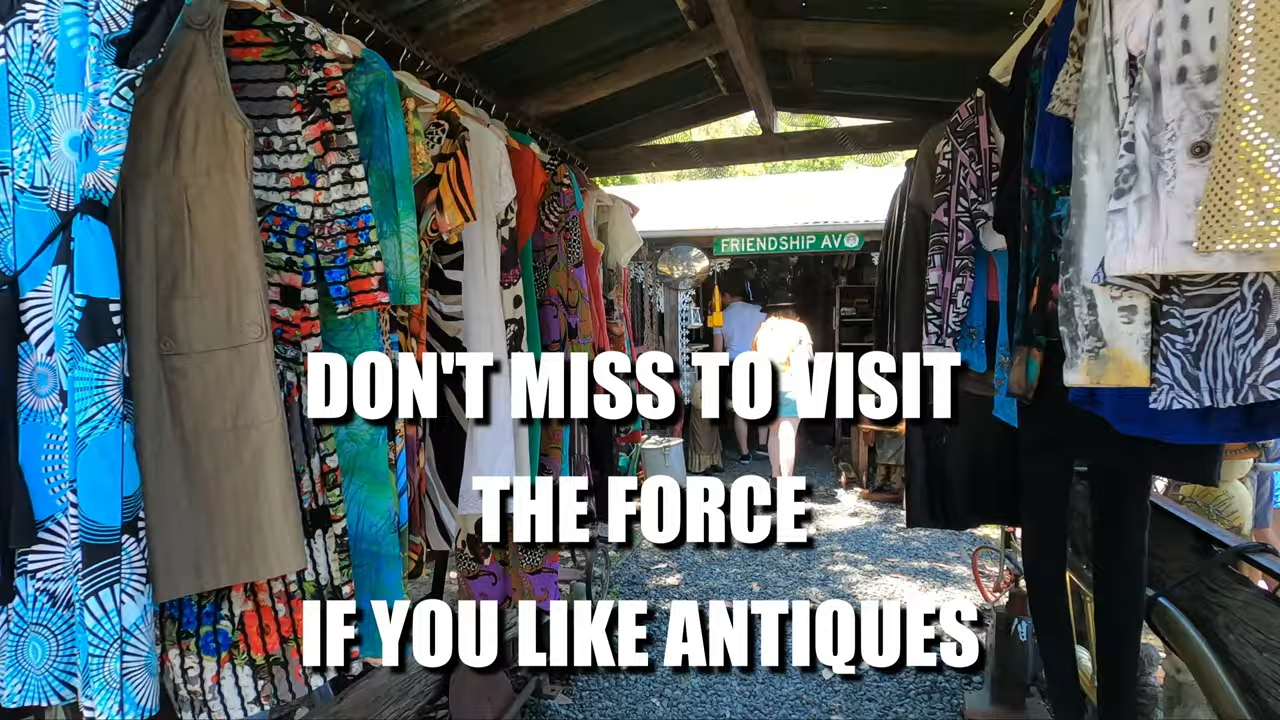 FRIENDSHIP AV
DON'T MISS TO VISIT
THE FORCE
IF YOU LIKE ANTIQUES